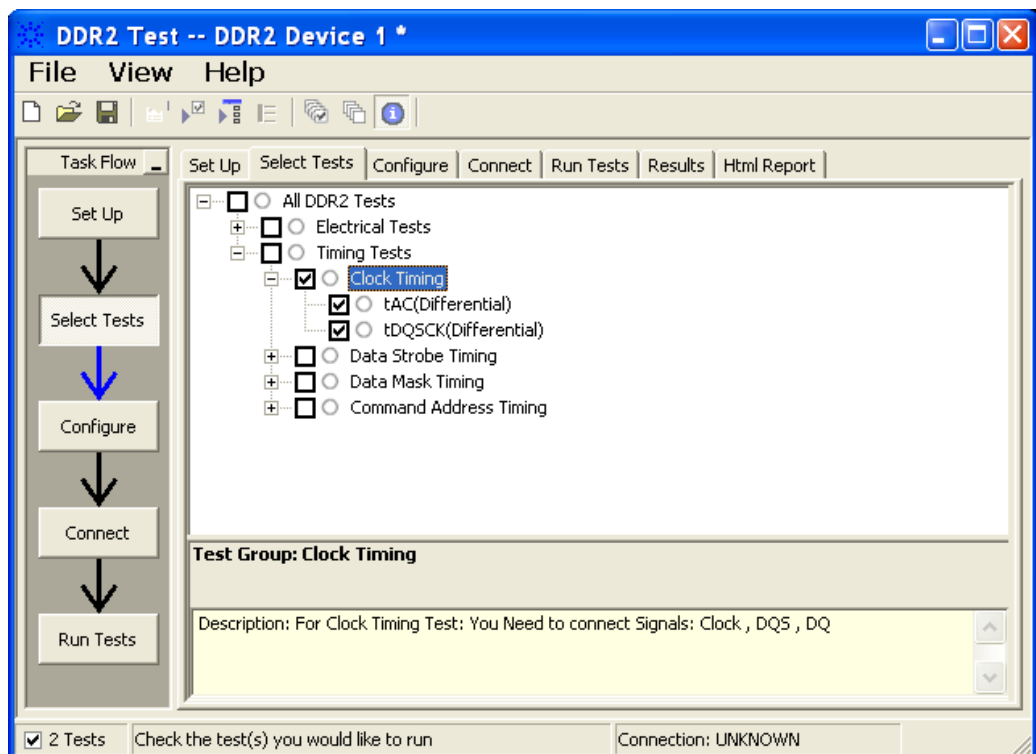 DDR2 Test -- DDR2 Device 1 *
File View Help
Task Flow
Set Up Select Tests Configure Connect Run Tests Results Html Report
Set Up
Select Tests
Configure
Connect
Run Tests
All DDR2 Tests
Electrical Tests
Timing Tests
Clock Timing
tAC(Differential)
tDQSCK(Differential)
Data Strobe Timing
Data Mask Timing
Command Address Timing
Test Group: Clock Timing
Description: For Clock Timing Test: You Need to connect Signals: Clock , DQS , DQ
2 Tests Check the test(s) you would like to run Connection: UNKNOWN